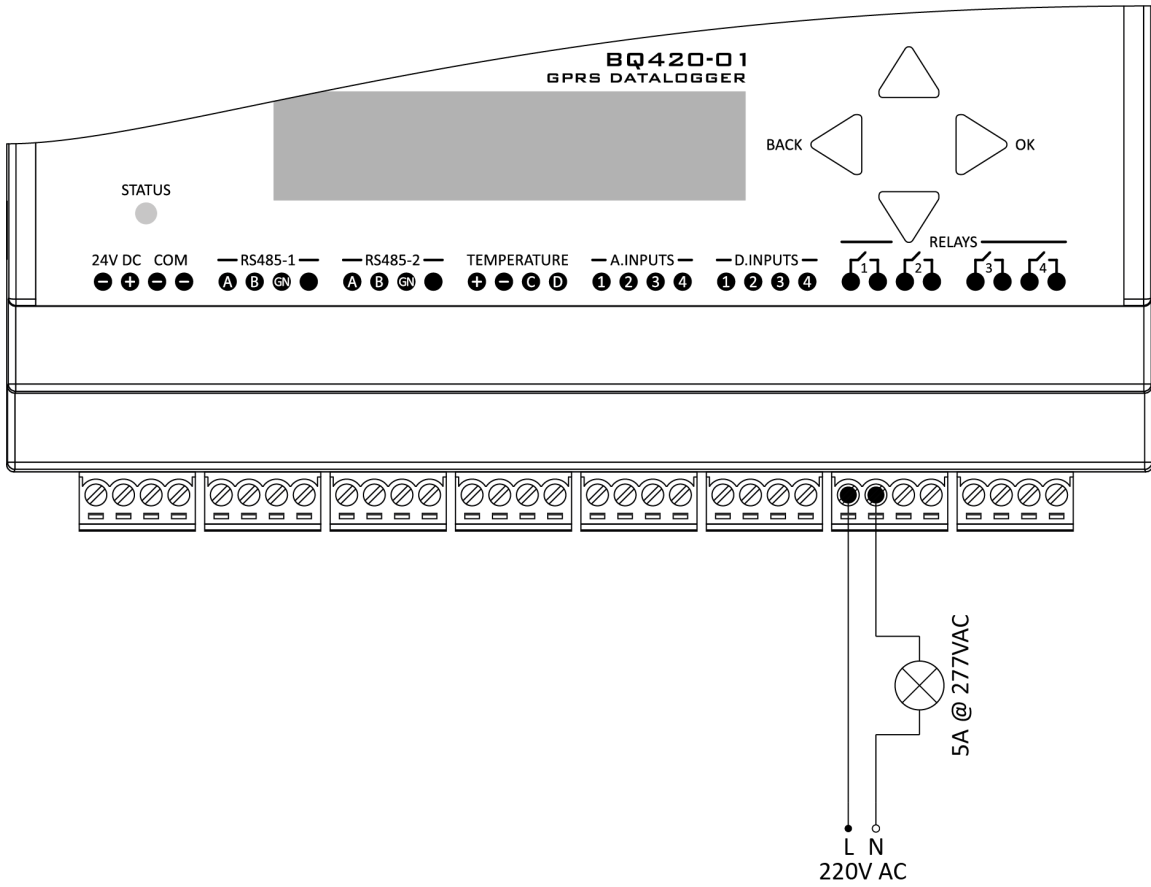 BQ420-01
GPRS DATALOGGER
BACK
OK
STATUS
RELAYS
24V DC COM RS485-1 RS485-2 TEMPERATURE A.INPUTS D.INPUTS
1 2 3 4
− + − − A B GN A B GN + − C D 1 2 3 4 1 2 3 4
5A @ 277VAC
L N
220V AC